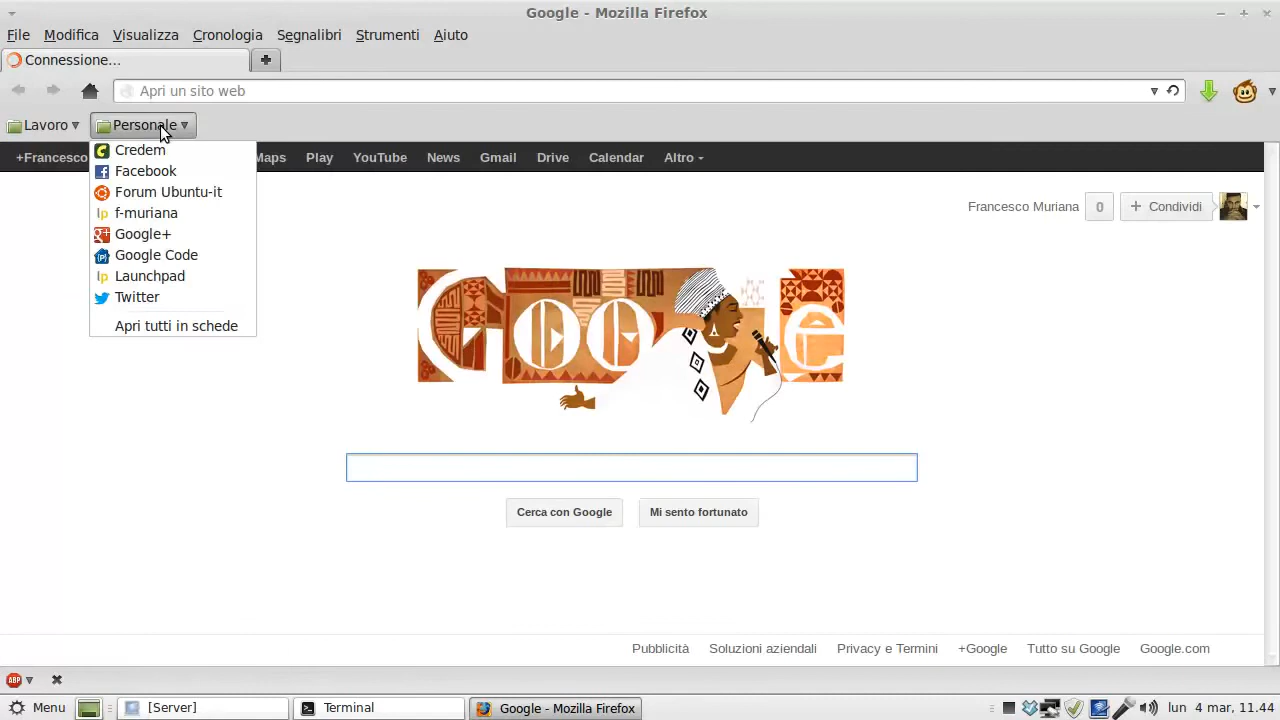 Google - Mozilla Firefox
File Modifica Visualizza Cronologia Segnalibri Strumenti Aiuto
Connessione...
Apri un sito web
Lavoro Personale
+Francesco Maps Play YouTube News Gmail Drive Calendar Altro
Credem
Facebook
Forum Ubuntu-it
f-muriana
Google+
Google Code
Launchpad
Twitter
Apri tutti in schede
Francesco Muriana 0 + Condividi
Google
Cerca con Google Mi sento fortunato
Pubblicità Soluzioni aziendali Privacy e Termini +Google Tutto su Google Google.com
ABP
Menu [Server] Terminal Google - Mozilla Firefox lun 4 mar, 11.44